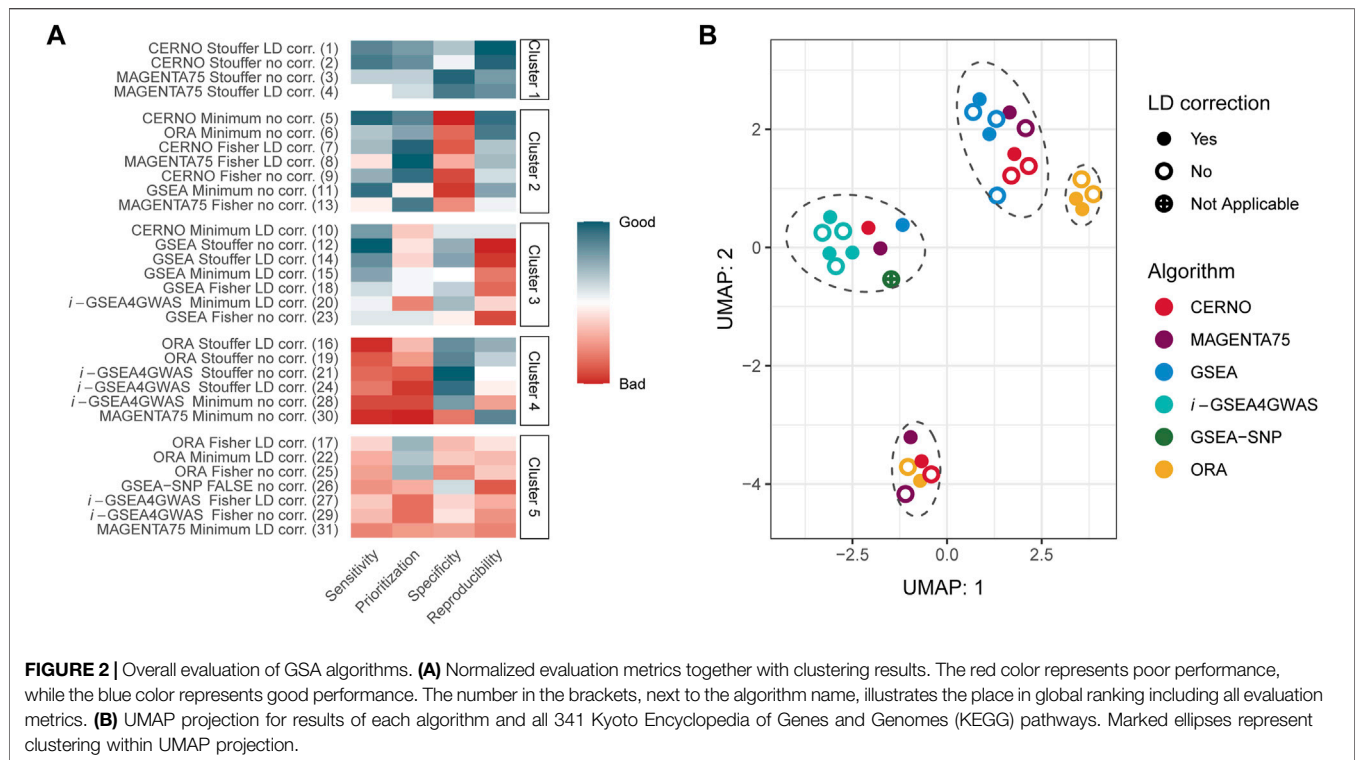 A
CERNO Stouffer LD corr. (1)
CERNO Stouffer no corr. (2)
MAGENTA75 Stouffer no corr. (3)
MAGENTA75 Stouffer LD corr. (4)
Cluster 1
CERNO Minimum no corr. (5)
ORA Minimum no corr. (6)
CERNO Fisher LD corr. (7)
MAGENTA75 Fisher LD corr. (8)
CERNO Fisher no corr. (9)
GSEA Minimum no corr. (11)
MAGENTA75 Fisher no corr. (13)
Cluster 2
CERNO Minimum LD corr. (10)
GSEA Stouffer no corr. (12)
GSEA Stouffer LD corr. (14)
GSEA Minimum LD corr. (15)
GSEA Fisher LD corr. (18)
i−GSEA4GWAS Minimum LD corr. (20)
GSEA Fisher no corr. (23)
Cluster 3
ORA Stouffer LD corr. (16)
ORA Stouffer no corr. (19)
i−GSEA4GWAS Stouffer no corr. (21)
i−GSEA4GWAS Stouffer LD corr. (24)
i−GSEA4GWAS Minimum no corr. (28)
MAGENTA75 Minimum no corr. (30)
Cluster 4
ORA Fisher LD corr. (17)
ORA Minimum LD corr. (22)
ORA Fisher no corr. (25)
GSEA−SNP FALSE no corr. (26)
i−GSEA4GWAS Fisher LD corr. (27)
i−GSEA4GWAS Fisher no corr. (29)
MAGENTA75 Minimum LD corr. (31)
Cluster 5
Sensitivity
Prioritization
Specificity
Reproducibility
Good
Bad
B
UMAP: 2
2
0
−2
−4
−2.5
0.0
2.5
UMAP: 1
LD correction
Yes
No
Not Applicable
Algorithm
CERNO
MAGENTA75
GSEA
i−GSEA4GWAS
GSEA−SNP
ORA
FIGURE 2 | Overall evaluation of GSA algorithms. (A) Normalized evaluation metrics together with clustering results. The red color represents poor performance,
while the blue color represents good performance. The number in the brackets, next to the algorithm name, illustrates the place in global ranking including all evaluation
metrics. (B) UMAP projection for results of each algorithm and all 341 Kyoto Encyclopedia of Genes and Genomes (KEGG) pathways. Marked ellipses represent
clustering within UMAP projection.